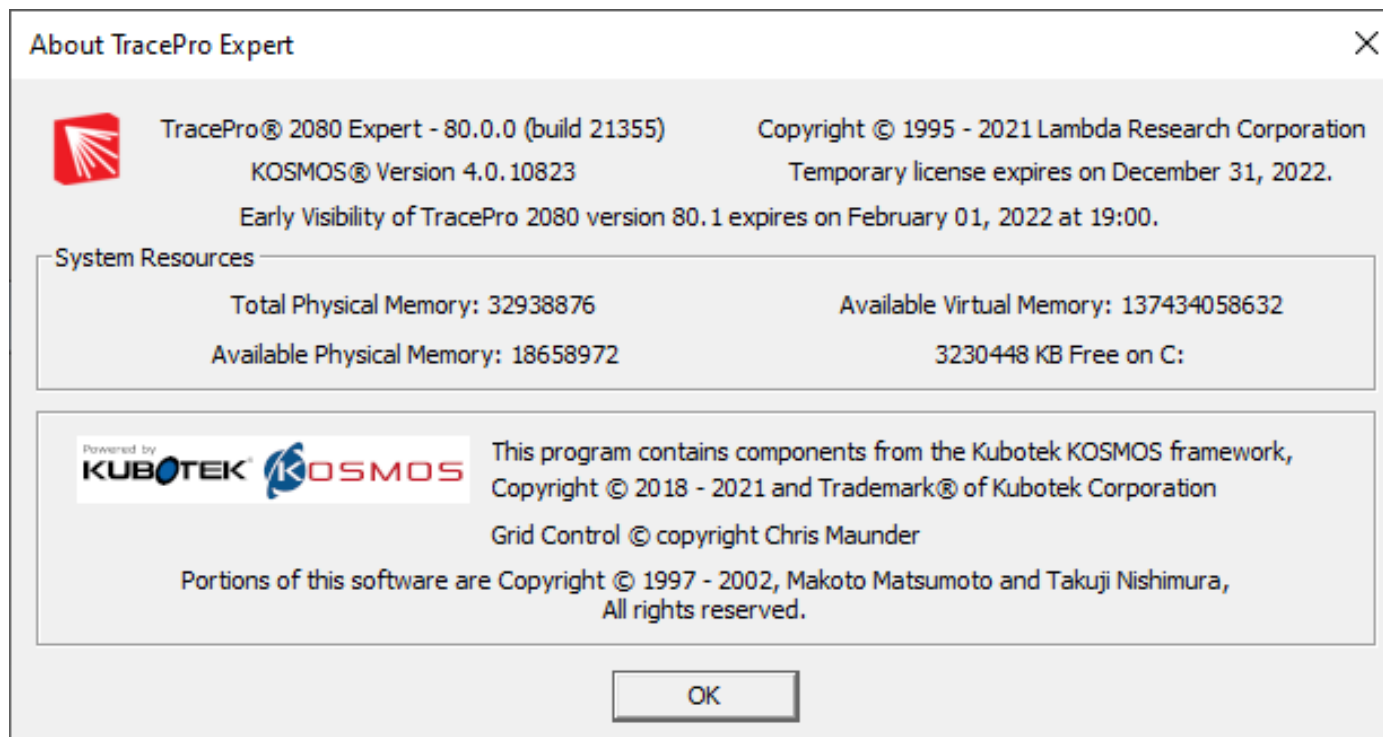 About TracePro Expert
TracePro® 2080 Expert - 80.0.0 (build 21355)
Copyright © 1995 - 2021 Lambda Research Corporation
KOSMOS® Version 4.0.10823
Temporary license expires on December 31, 2022.
Early Visibility of TracePro 2080 version 80.1 expires on February 01, 2022 at 19:00.
System Resources
Total Physical Memory: 32938876
Available Virtual Memory: 137434058632
Available Physical Memory: 18658972
3230448 KB Free on C:
Powered by
KUBOTEK® KOSMOS
This program contains components from the Kubotek KOSMOS framework,
Copyright © 2018 - 2021 and Trademark® of Kubotek Corporation
Grid Control © copyright Chris Maunder
Portions of this software are Copyright © 1997 - 2002, Makoto Matsumoto and Takuji Nishimura,
All rights reserved.
OK